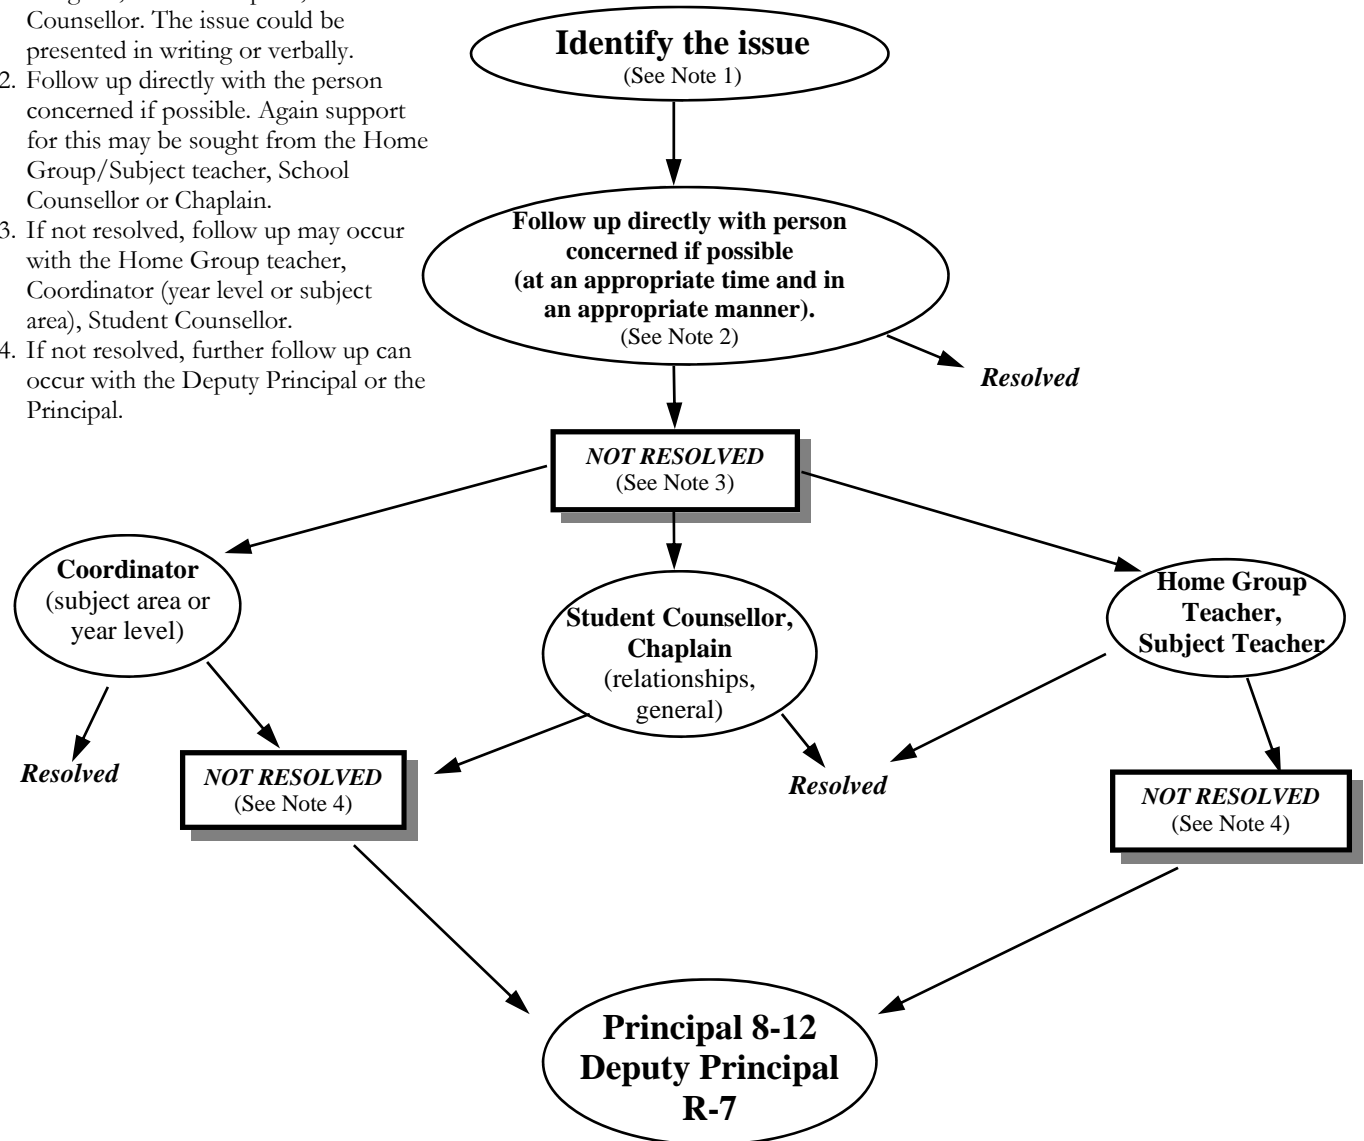 Counsellor. The issue could be
presented in writing or verbally.
2. Follow up directly with the person
concerned if possible. Again support
for this may be sought from the Home
Group/Subject teacher, School
Counsellor or Chaplain.
3. If not resolved, follow up may occur
with the Home Group teacher,
Coordinator (year level or subject
area), Student Counsellor.
4. If not resolved, further follow up can
occur with the Deputy Principal or the
Principal.
Identify the issue
(See Note 1)
Follow up directly with person
concerned if possible
(at an appropriate time and in
an appropriate manner).
(See Note 2)
Resolved
NOT RESOLVED
(See Note 3)
Coordinator
(subject area or
year level)
Student Counsellor,
Chaplain
(relationships,
general)
Home Group
Teacher,
Subject Teacher
Resolved
NOT RESOLVED
(See Note 4)
Resolved
NOT RESOLVED
(See Note 4)
Principal 8-12
Deputy Principal
R-7